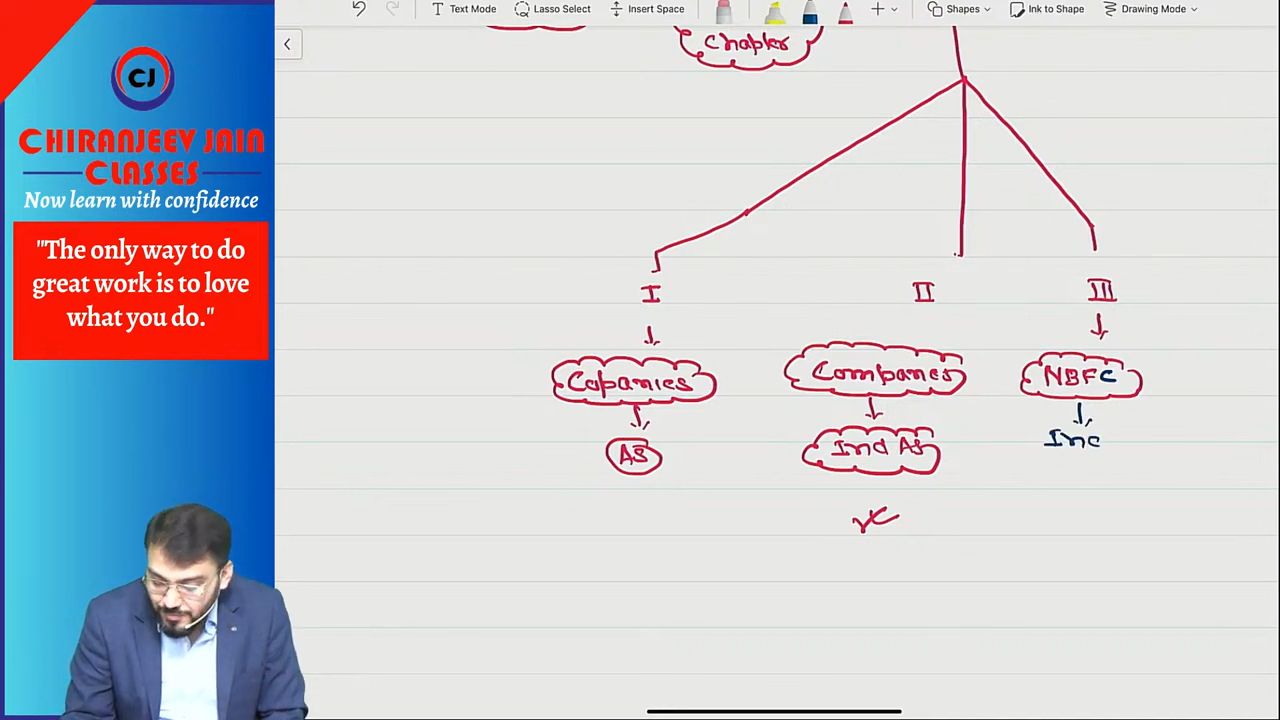 Text Mode
Lasso Select
Insert Space
Shapes
Ink to Shape
Drawing Mode
CJ
CHIRANJEEV JAIN
CLASSES
Now learn with confidence
"The only way to do
great work is to love
what you do."
Chapter
I II III
Copanies Companes NBFC
AS Ind As Inc